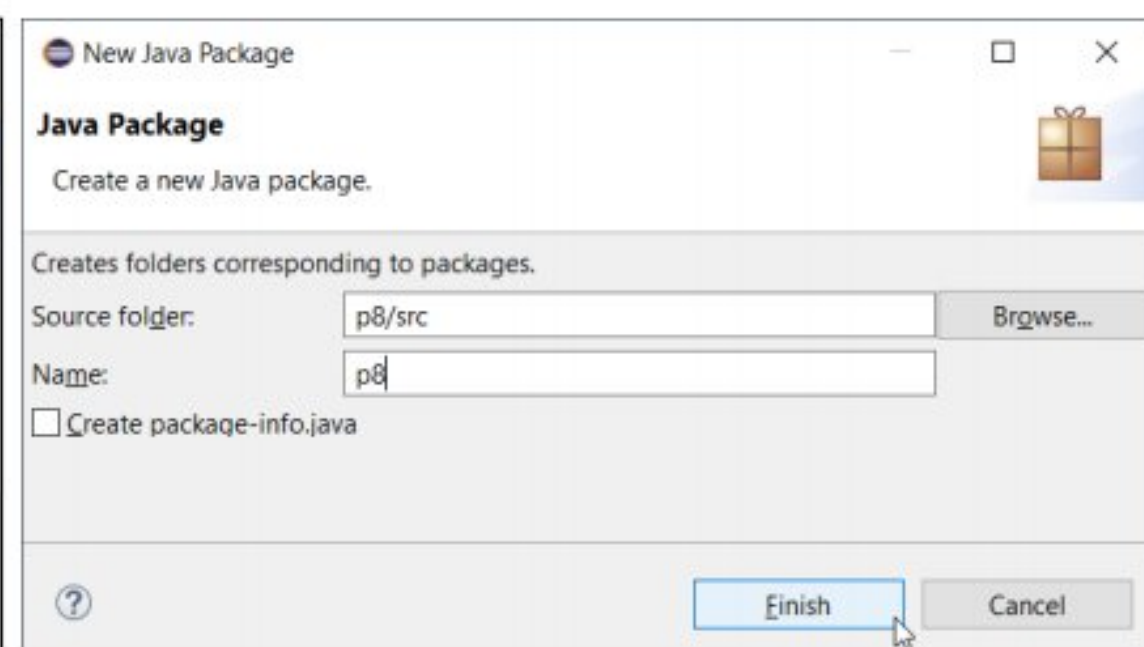 New Java Package
Java Package
Create a new Java package.
Creates folders corresponding to packages.
Source folder: p8/src Browse...
Name: p8
Create package-info.java
? Finish Cancel